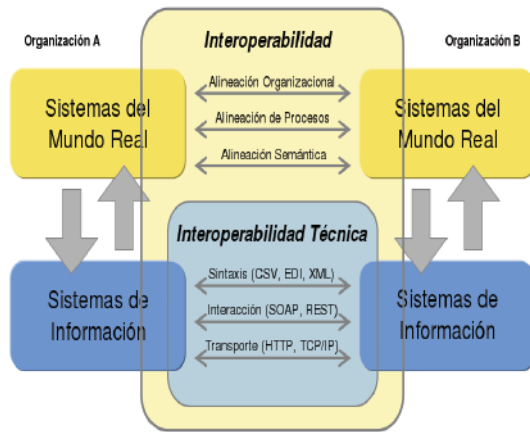 Organización A
Interoperabilidad
Organización B
Sistemas del
Mundo Real
Alineación Organizacional
Alineación de Procesos
Alineación Semántica
Sistemas del
Mundo Real
Interoperabilidad Técnica
Sistemas de
Información
Sintaxis (CSV, EDI, XML)
Interacción (SOAP, REST)
Transporte (HTTP, TCP/IP)
Sistemas de
Información